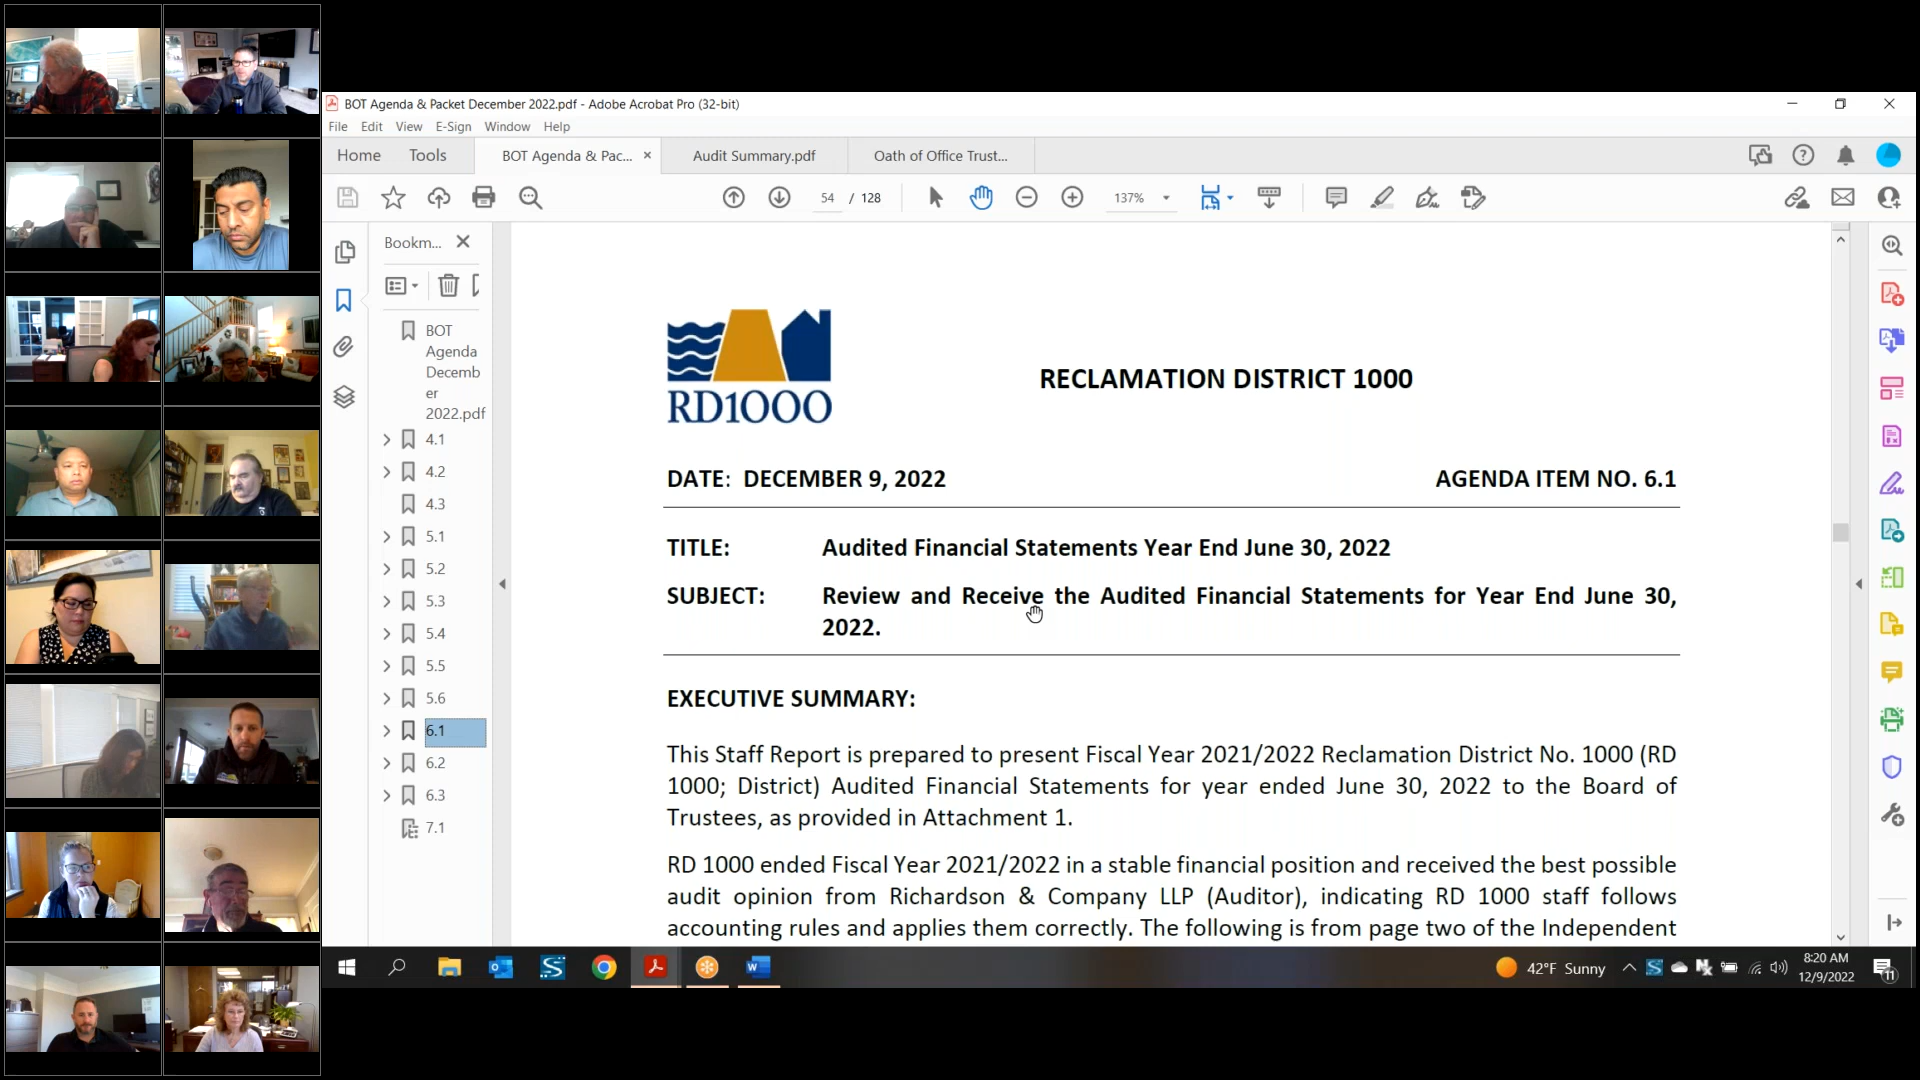 BOT Agenda & Packet December 2022.pdf - Adobe Acrobat Pro (32-bit)
File Edit View E-Sign Window Help
Home Tools BOT Agenda & Pac... × Audit Summary.pdf Oath of Office Trust...
54 / 128 137%
Bookm...
BOT
Agenda
Decemb
er
2022.pdf
4.1
4.2
4.3
5.1
5.2
5.3
5.4
5.5
5.6
6.1
6.2
6.3
7.1
RD1000
RECLAMATION DISTRICT 1000
DATE: DECEMBER 9, 2022 AGENDA ITEM NO. 6.1
TITLE: Audited Financial Statements Year End June 30, 2022
SUBJECT: Review and Receive the Audited Financial Statements for Year End June 30,
2022.
EXECUTIVE SUMMARY:
This Staff Report is prepared to present Fiscal Year 2021/2022 Reclamation District No. 1000 (RD
1000; District) Audited Financial Statements for year ended June 30, 2022 to the Board of
Trustees, as provided in Attachment 1.
RD 1000 ended Fiscal Year 2021/2022 in a stable financial position and received the best possible
audit opinion from Richardson & Company LLP (Auditor), indicating RD 1000 staff follows
accounting rules and applies them correctly. The following is from page two of the Independent
42°F Sunny
8:20 AM
12/9/2022
11